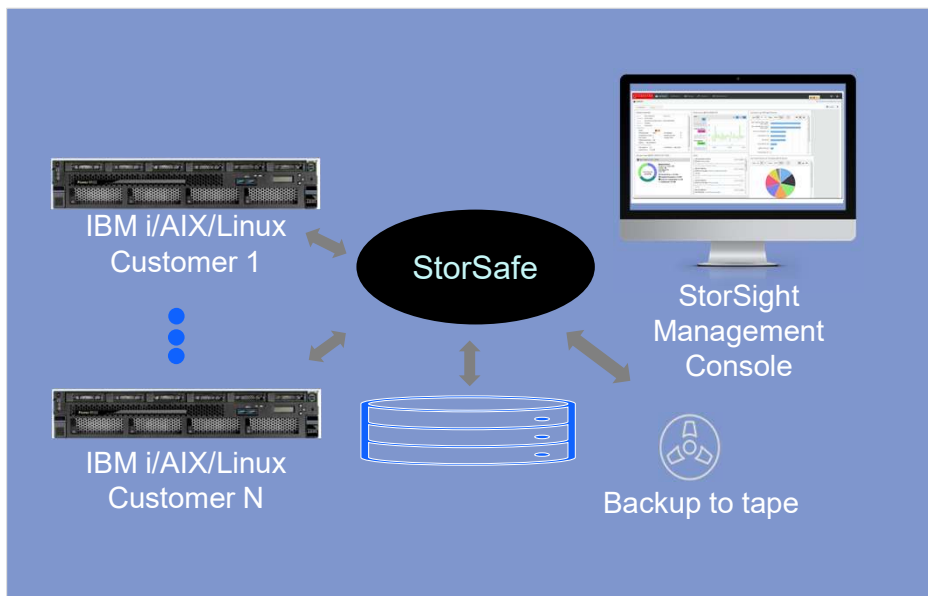 IBM i/AIX/Linux
Customer 1
StorSafe
StorSight
Management
Console
IBM i/AIX/Linux
Customer N
Backup to tape